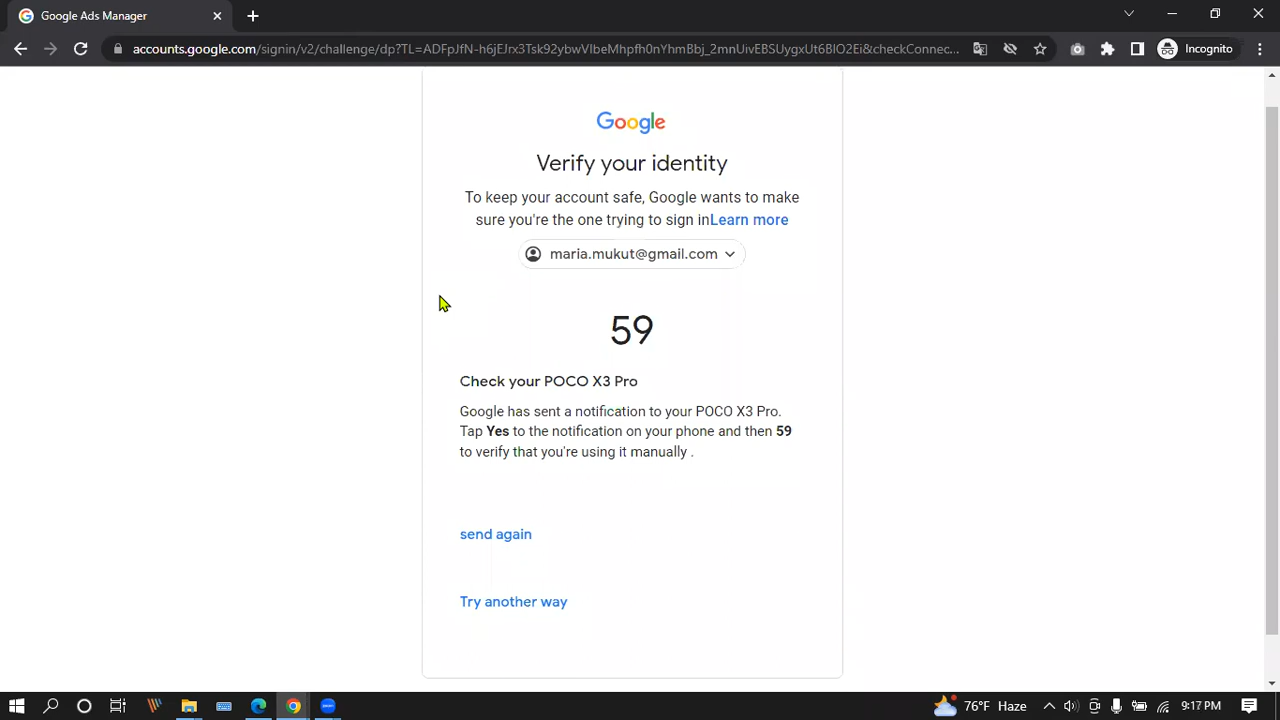 Google Ads Manager
accounts.google.com/signin/v2/challenge/dp?TL=ADFpJfN-h6jEJrx3Tsk92ybwVIbeMhpfh0nYhmBbj_2mnUivEBSUygxUt6BlO2Ei&checkConnec...
Incognito
Google
Verify your identity
To keep your account safe, Google wants to make
sure you're the one trying to sign inLearn more
maria.mukut@gmail.com
59
Check your POCO X3 Pro
Google has sent a notification to your POCO X3 Pro.
Tap Yes to the notification on your phone and then 59
to verify that you're using it manually .
send again
Try another way
76°F Haze
9:17 PM